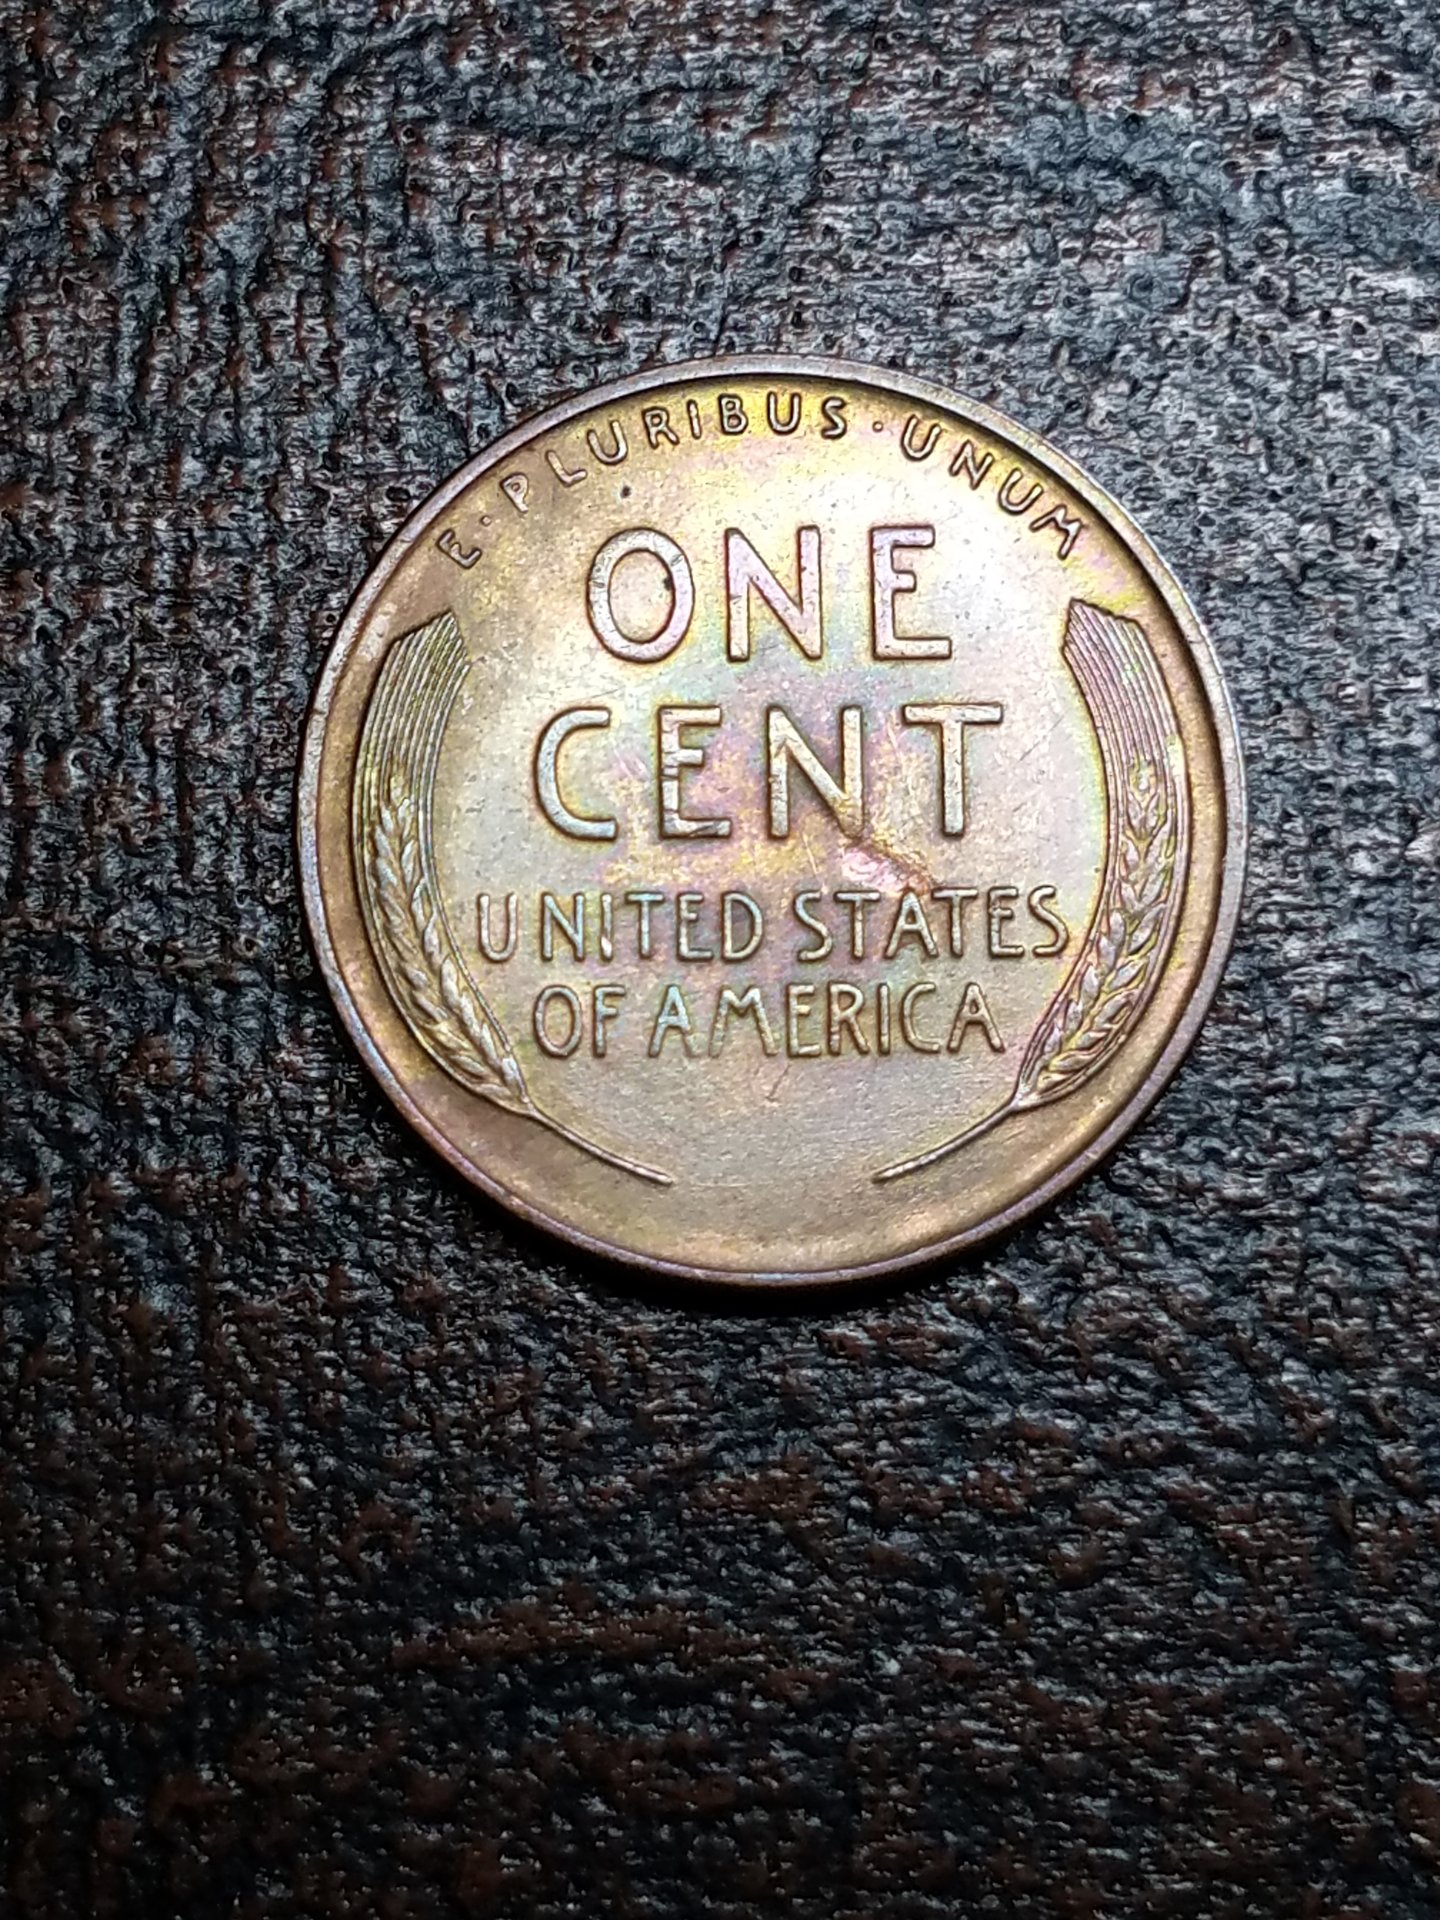 E · PLURIBUS · UNUM
ONE
CENT
UNITED STATES
OF AMERICA